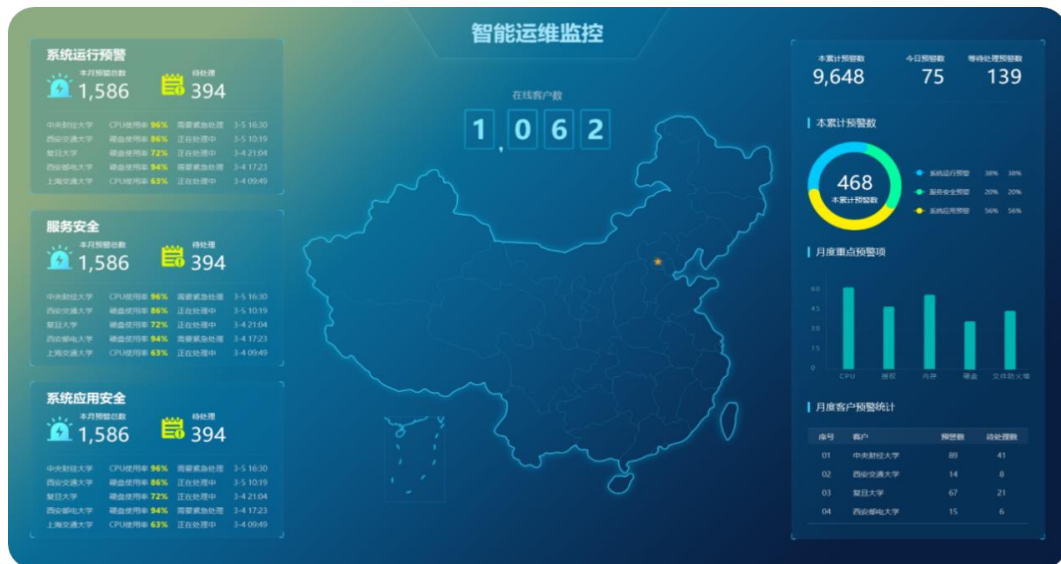 智能运维监控
系统运行预警
本月预警总数 待处理
1,586 394
中央财经大学 CPU使用率 96% 需要紧急处理 3-5 16:30
西安交通大学 硬盘使用率 86% 正在处理中 3-5 10:19
复旦大学 硬盘使用率 72% 正在处理中 3-4 21:04
西安邮电大学 硬盘使用率 94% 需要紧急处理 3-4 17:23
上海交通大学 CPU使用率 63% 正在处理中 3-4 09:49
服务安全
本月预警总数 待处理
1,586 394
中央财经大学 CPU使用率 96% 需要紧急处理 3-5 16:30
西安交通大学 硬盘使用率 86% 正在处理中 3-5 10:19
复旦大学 硬盘使用率 72% 正在处理中 3-4 21:04
西安邮电大学 硬盘使用率 94% 需要紧急处理 3-4 17:23
上海交通大学 CPU使用率 63% 正在处理中 3-4 09:49
系统应用安全
本月预警总数 待处理
1,586 394
中央财经大学 CPU使用率 96% 需要紧急处理 3-5 16:30
西安交通大学 硬盘使用率 86% 正在处理中 3-5 10:19
复旦大学 硬盘使用率 72% 正在处理中 3-4 21:04
西安邮电大学 硬盘使用率 94% 需要紧急处理 3-4 17:23
上海交通大学 CPU使用率 63% 正在处理中 3-4 09:49
在线客户数
1,062
本累计预警数 今日预警数 等待处理预警数
9,648 75 139
本累计预警数
468
本累计预警数
系统运行预警 38% 38%
服务安全预警 20% 20%
系统应用预警 56% 56%
月度重点预警项
60
45
30
15
0
CPU 授权 内存 硬盘 文件防火墙
月度客户预警统计
序号 客户 预警数 待处理数
01 中央财经大学 89 41
02 西安交通大学 14 8
03 复旦大学 67 21
04 西安邮电大学 15 6